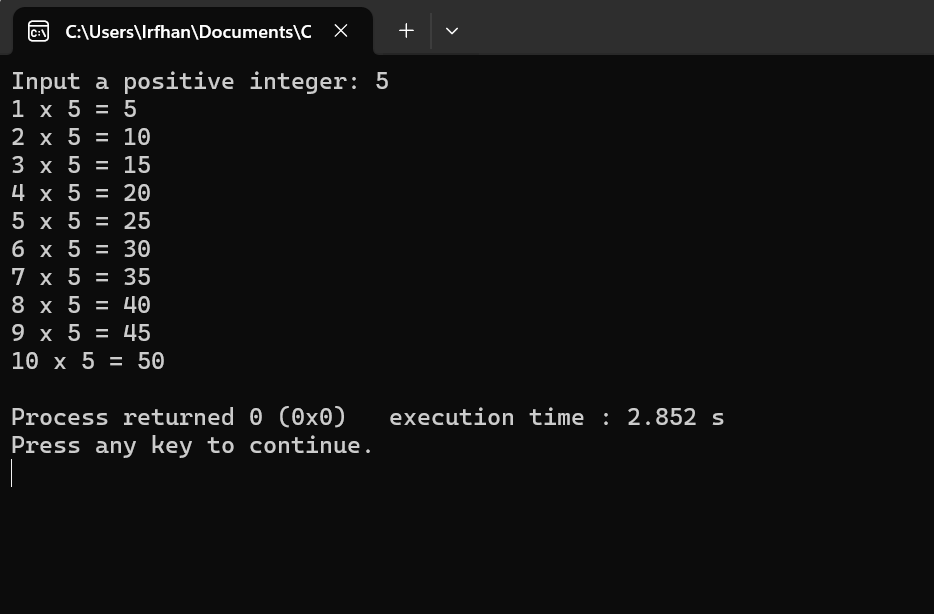 C:\Users\Irfhan\Documents\C
Input a positive integer: 5
1 x 5 = 5
2 x 5 = 10
3 x 5 = 15
4 x 5 = 20
5 x 5 = 25
6 x 5 = 30
7 x 5 = 35
8 x 5 = 40
9 x 5 = 45
10 x 5 = 50
Process returned 0 (0x0)   execution time : 2.852 s
Press any key to continue.